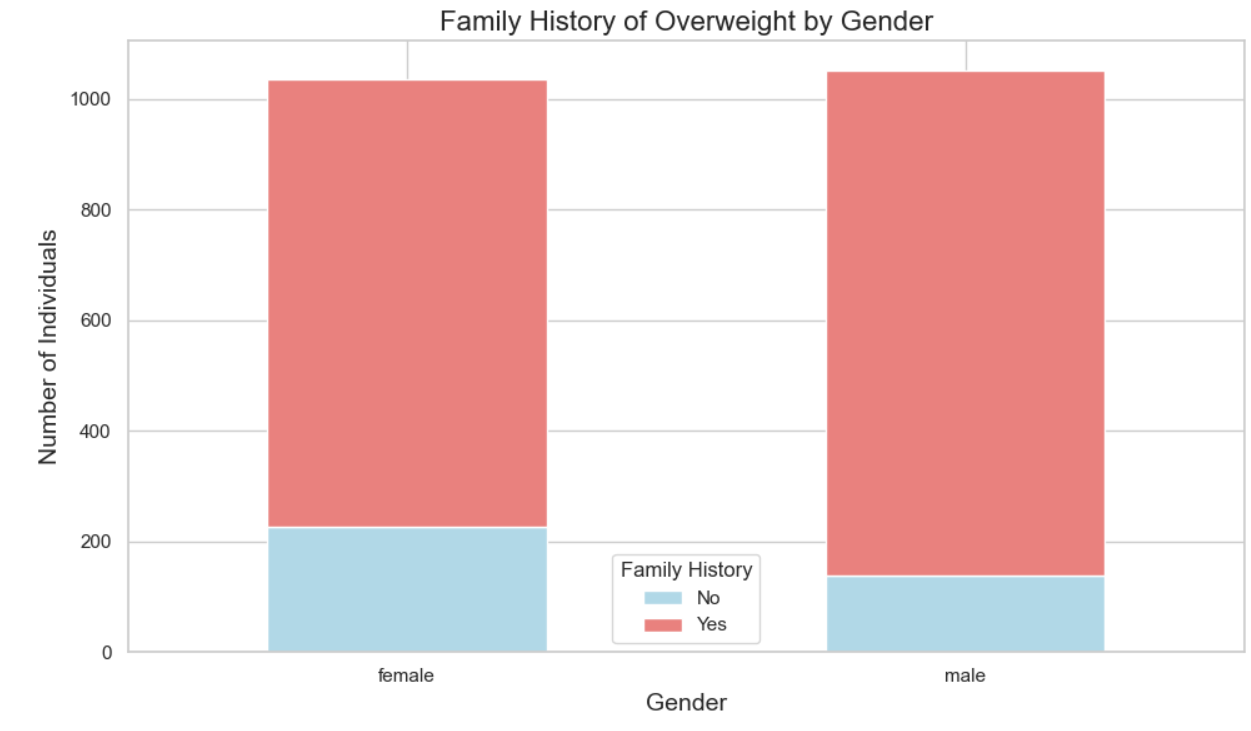 Family History of Overweight by Gender
Number of Individuals
1000
800
600
400
200
0
Family History
No
Yes
female
male
Gender